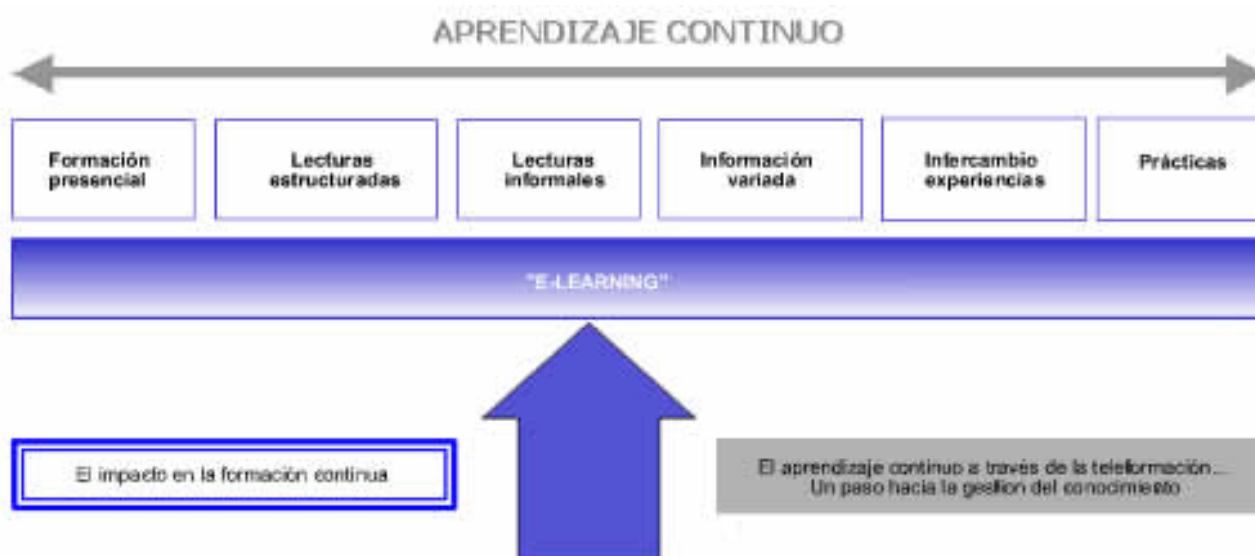 APRENDIZAJE CONTINUO
Formación
presencial
Lecturas
estructuradas
Lecturas
informales
Información
variada
Intercambio
experiencias
Prácticas
"E-LEARNING"
El impacto en la formación continua
El aprendizaje continuo a través de la teleformación...
Un paso hacia la gestion del conocimiento